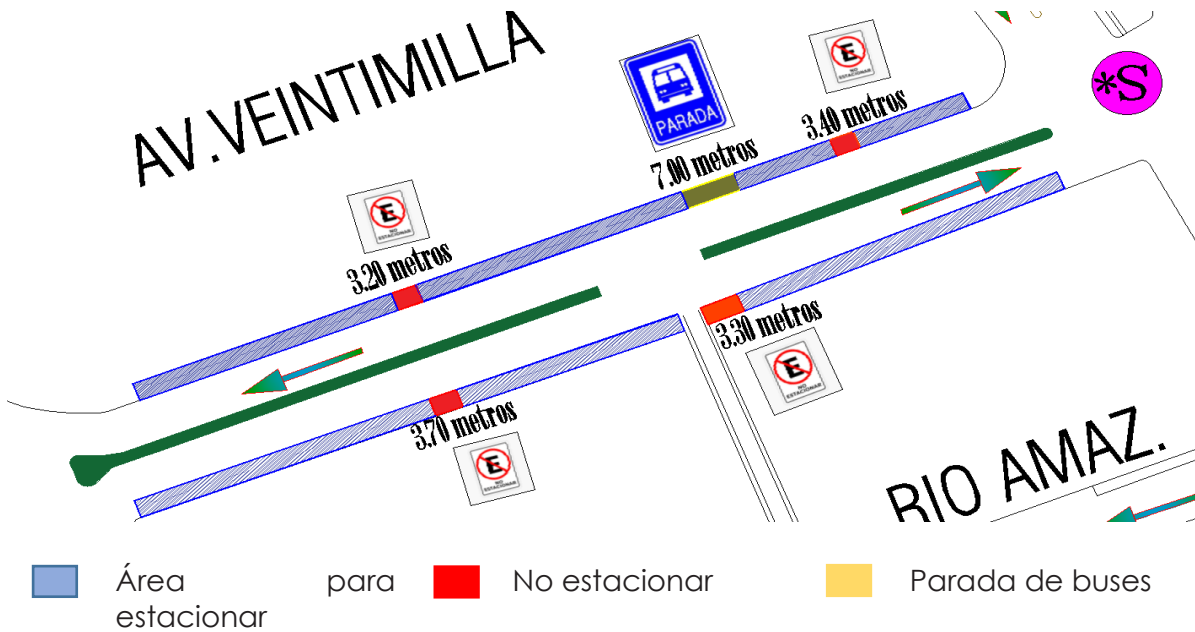 AV.VEINTIMILLA
E
NO ESTACIONAR
PARADA
3.40 metros
7.00 metros
*S
E
NO
ESTACIONAR
3.20 metros
3.30 metros
E
NO
ESTACIONAR
3.70 metros
E
NO
ESTACIONAR
RIO AMAZ.
Área para estacionar
No estacionar
Parada de buses